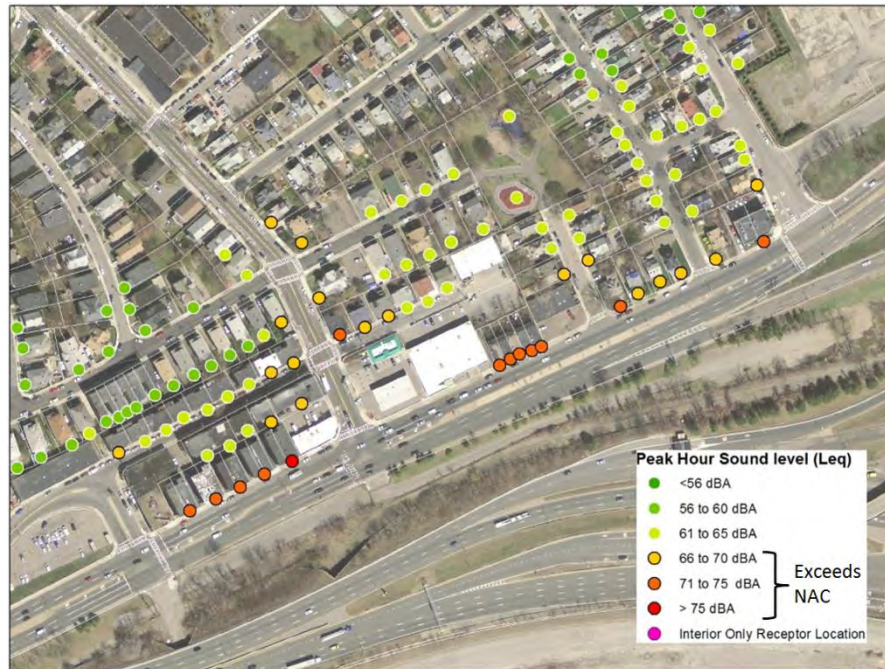 Peak Hour Sound level (Leq)
<56 dBA
56 to 60 dBA
61 to 65 dBA
66 to 70 dBA
71 to 75 dBA
> 75 dBA
Interior Only Receptor Location
Exceeds
NAC